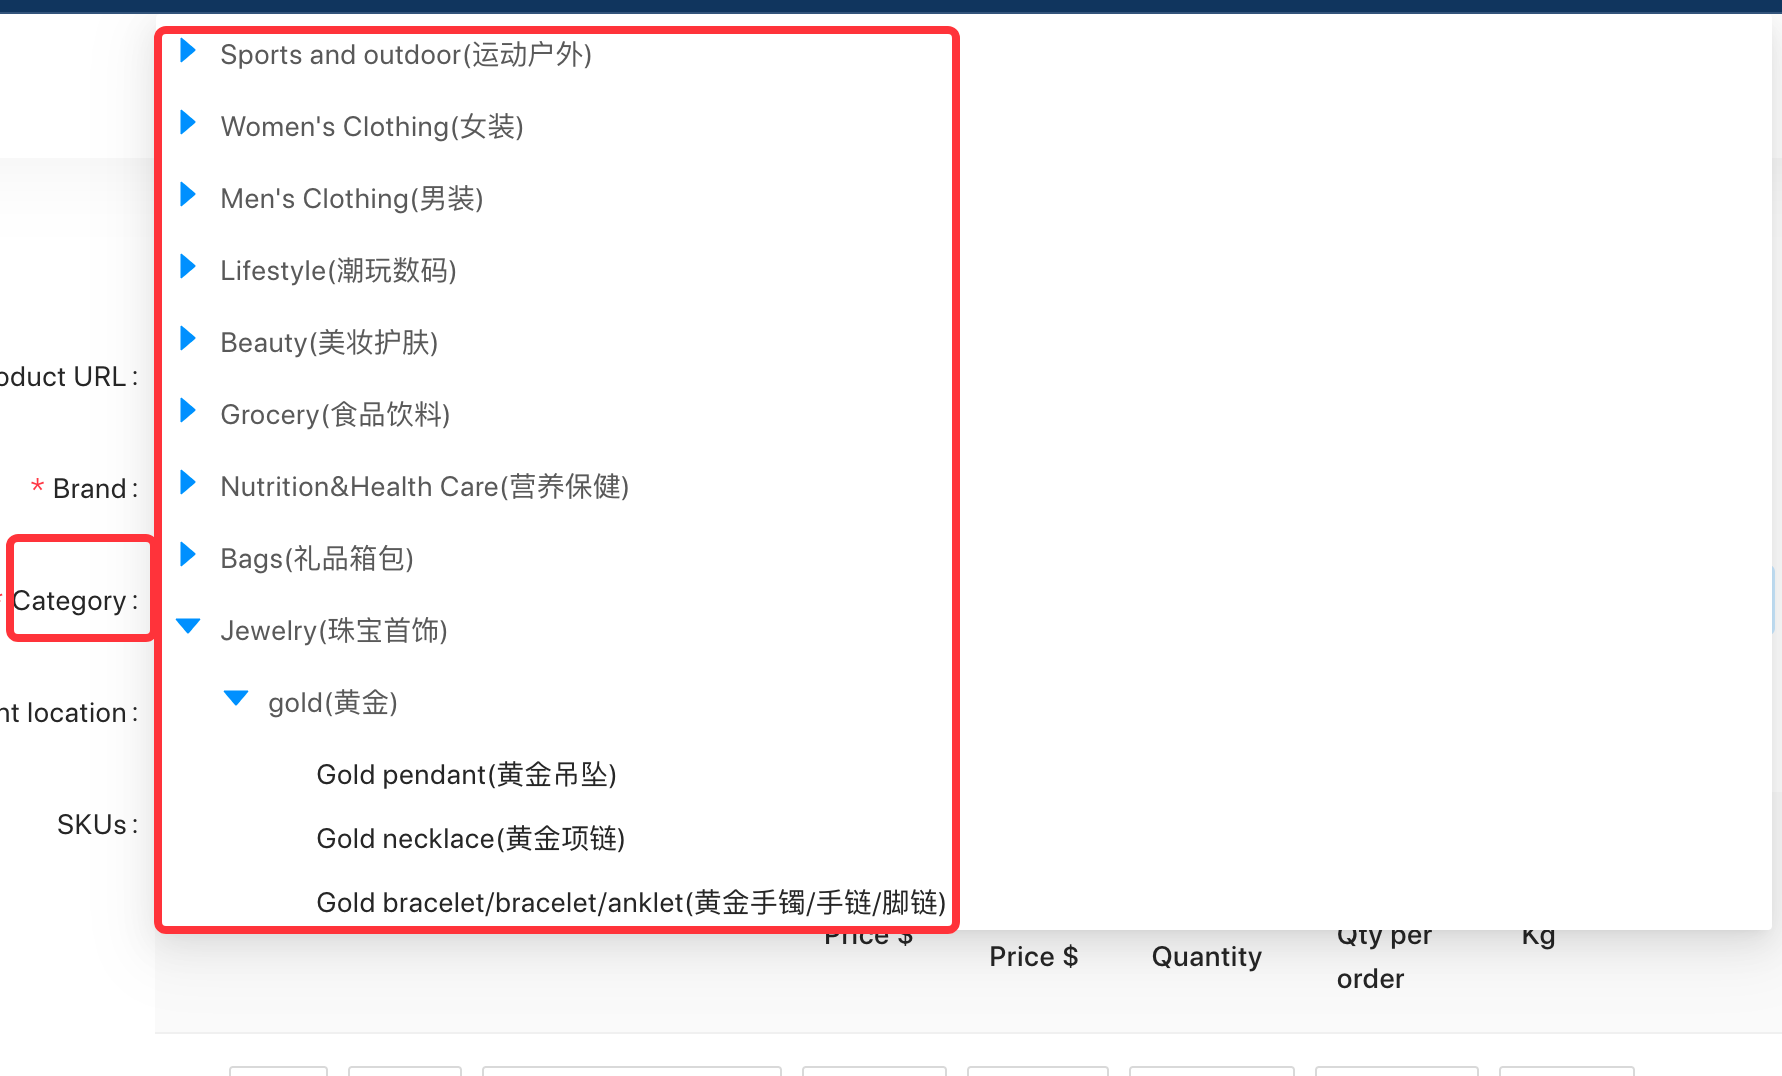 Sports and outdoor(运动户外)
Women's Clothing(女装)
Men's Clothing(男装)
Lifestyle(潮玩数码)
Beauty(美妆护肤)
Grocery(食品饮料)
Nutrition&Health Care(营养保健)
Bags(礼品箱包)
Jewelry(珠宝首饰)
gold(黄金)
Gold pendant(黄金吊坠)
Gold necklace(黄金项链)
Gold bracelet/bracelet/anklet(黄金手镯/手链/脚链)
oduct URL:
* Brand:
* Category:
nt location:
SKUs:
Price $
Price $
Quantity
Qty per
order
Kg